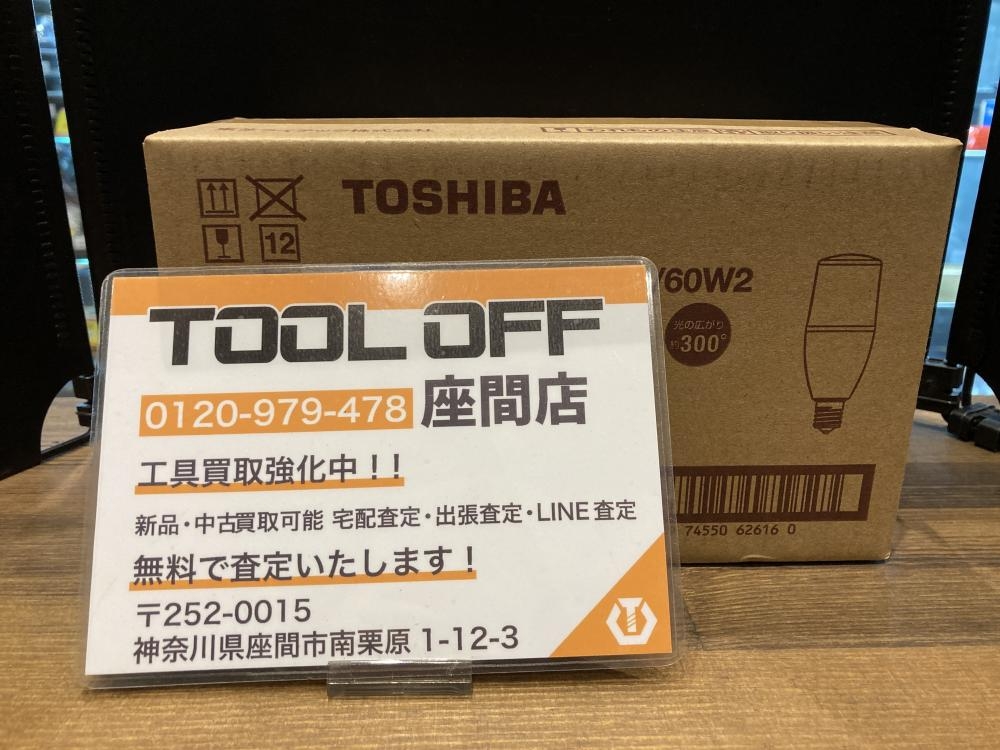 TOSHIBA
12
/60W2
光の広がり
約300°
74550 62616 0
TOOL OFF
0120-979-478 座間店
工具買取強化中！！
新品・中古買取可能 宅配査定・出張査定・LINE査定
無料で査定いたします！
〒252-0015
神奈川県座間市南栗原 1-12-3